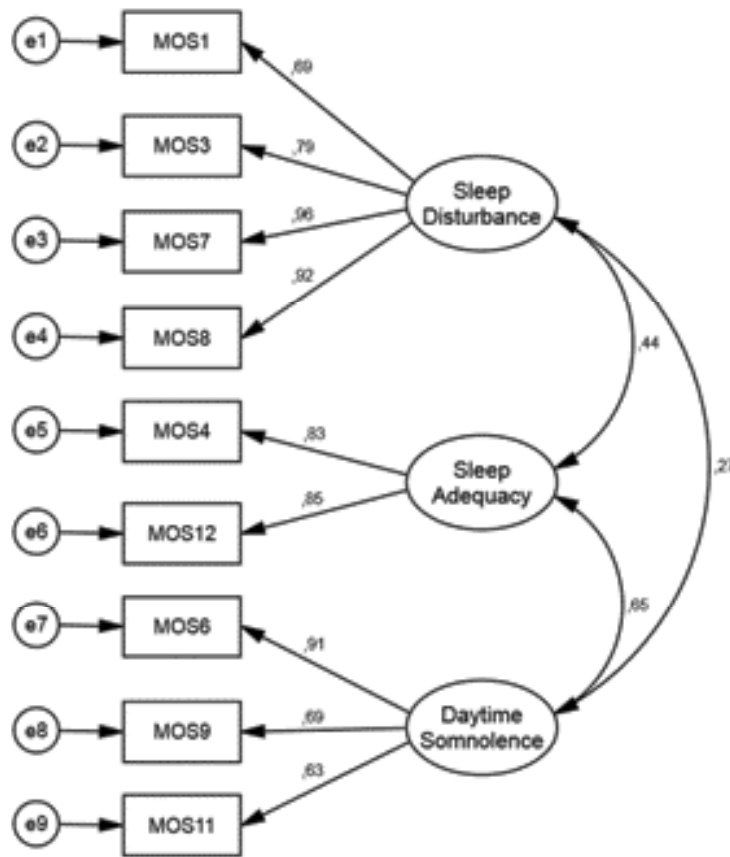 e1
MOS1
,69
e2
MOS3
,79
Sleep
Disturbance
e3
MOS7
,96
e4
MOS8
,92
,44
e5
MOS4
,83
Sleep
Adequacy
,27
e6
MOS12
,85
e7
MOS6
,65
,91
e8
MOS9
,69
Daytime
Somnolence
e9
MOS11
,63